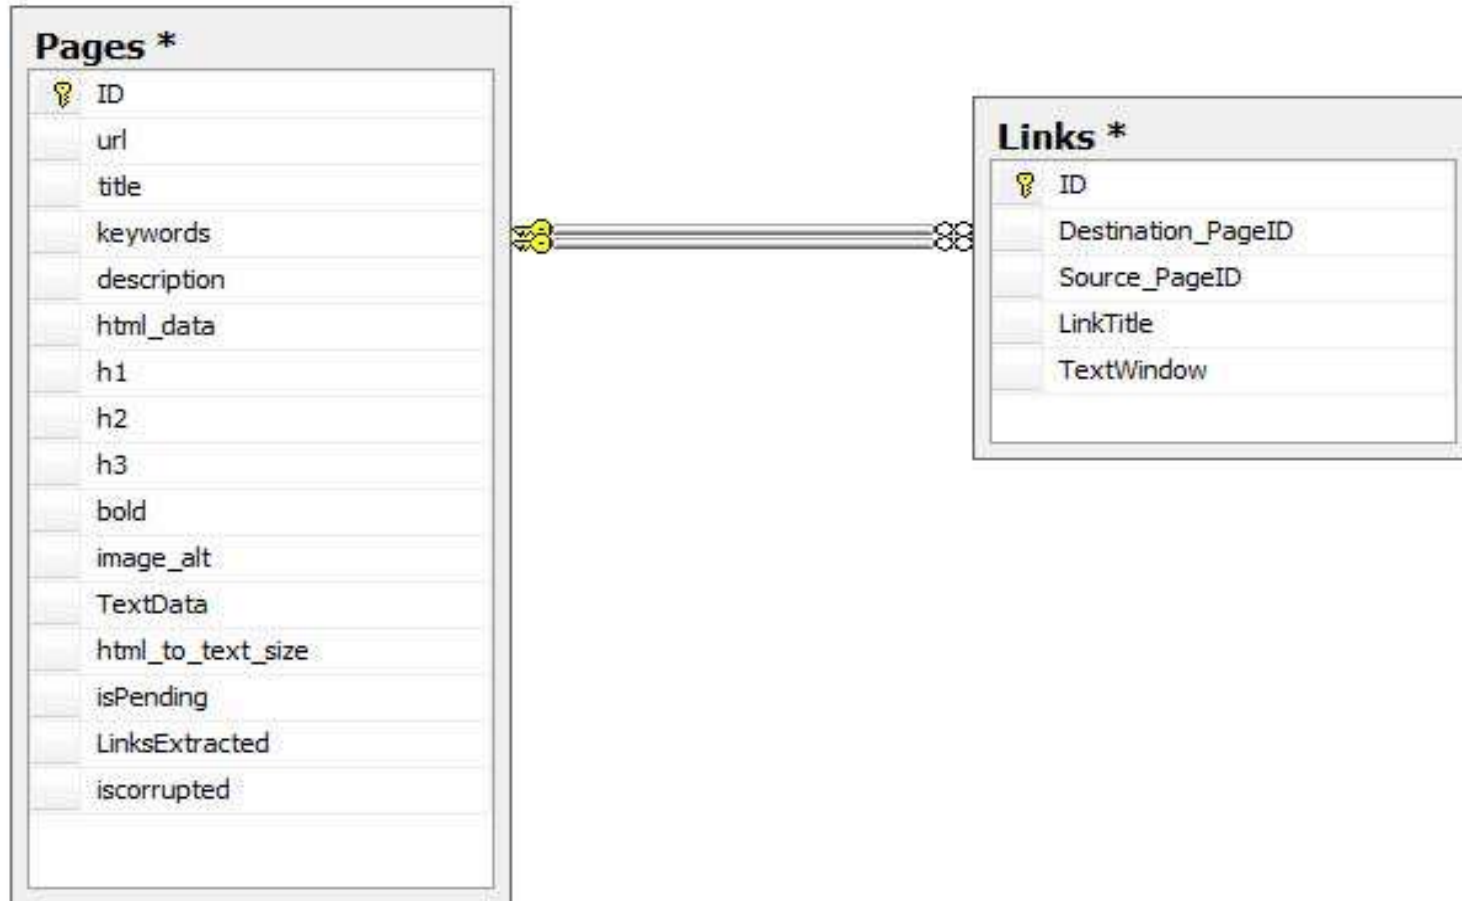 Pages *
ID
url
title
keywords
description
html_data
h1
h2
h3
bold
image_alt
TextData
html_to_text_size
isPending
LinksExtracted
iscorrupted
Links *
ID
Destination_PageID
Source_PageID
LinkTitle
TextWindow